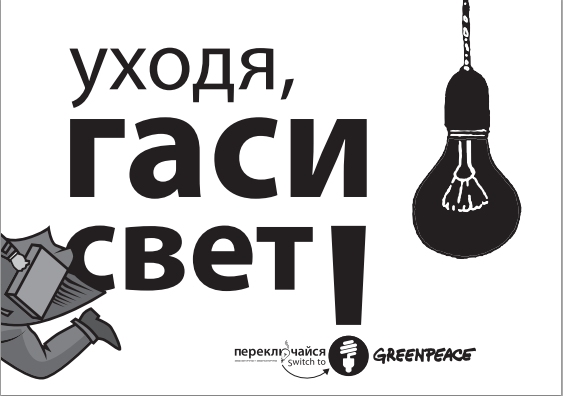 уходя,
гаси
свет!
переключайся
switch to
GREENPEACE